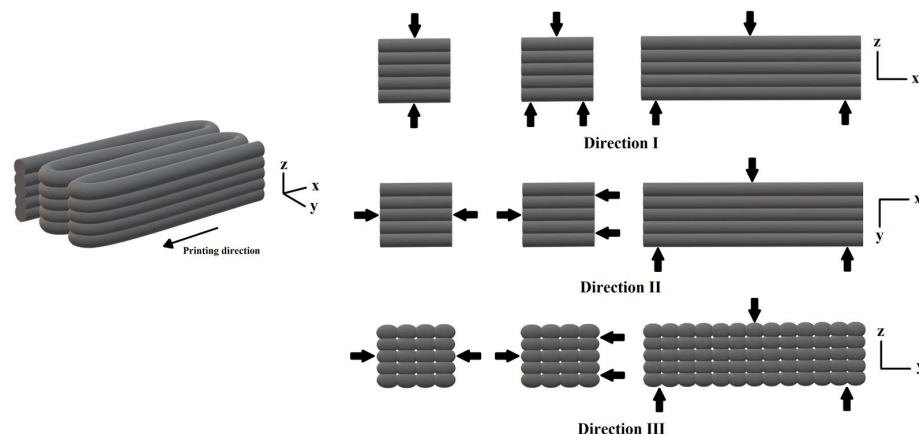 z
x
Direction I
z
x
y
Printing direction
x
y
Direction II
z
y
Direction III